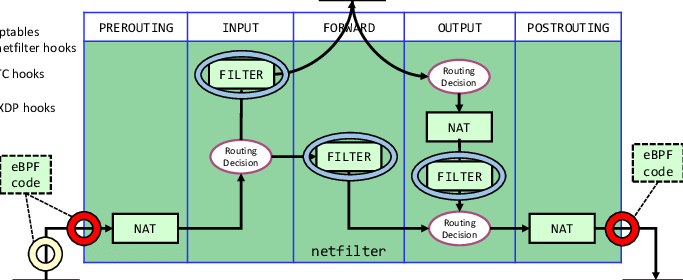 PREROUTING
INPUT
FORWARD
OUTPUT
POSTROUTING
ptables
netfilter hooks
TC hooks
XDP hooks
FILTER
Routing
Decision
NAT
Routing
Decision
FILTER
FILTER
eBPF
code
eBPF
code
NAT
Routing
Decision
NAT
netfilter